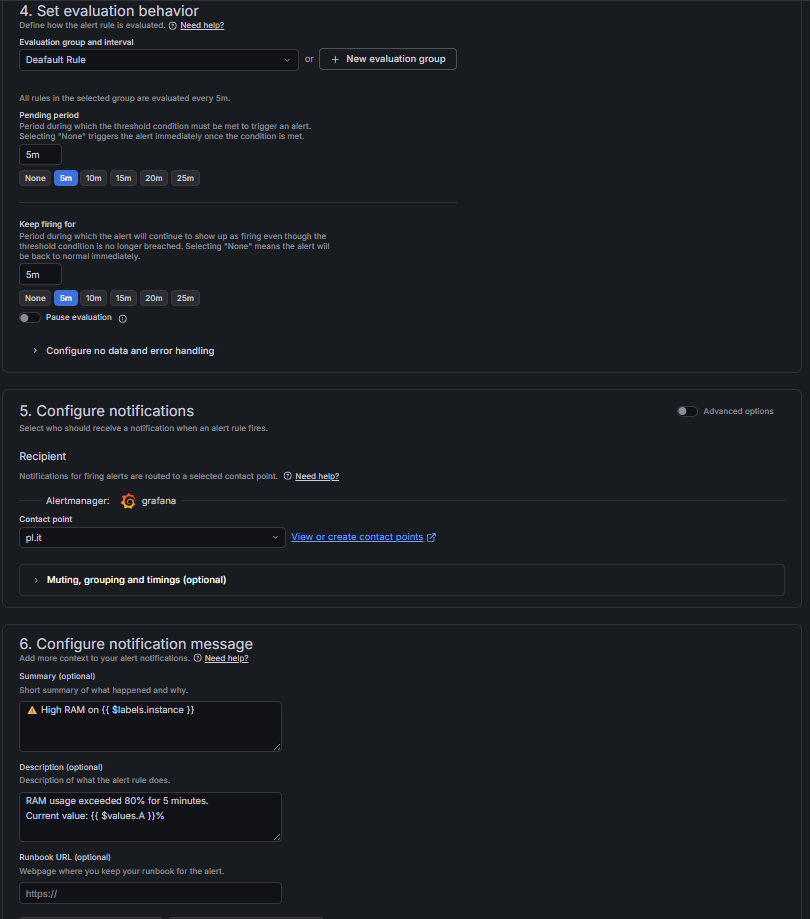 4. Set evaluation behavior
Define how the alert rule is evaluated. Need help?
Evaluation group and interval
Deafault Rule
or
+ New evaluation group
All rules in the selected group are evaluated every 5m.
Pending period
Period during which the threshold condition must be met to trigger an alert.
Selecting "None" triggers the alert immediately once the condition is met.
5m
None 5m 10m 15m 20m 25m
Keep firing for
Period during which the alert will continue to show up as firing even though the
threshold condition is no longer breached. Selecting "None" means the alert will
be back to normal immediately.
5m
None 5m 10m 15m 20m 25m
Pause evaluation
Configure no data and error handling
5. Configure notifications
Advanced options
Select who should receive a notification when an alert rule fires.
Recipient
Notifications for firing alerts are routed to a selected contact point. Need help?
Alertmanager: grafana
Contact point
pl.it
View or create contact points
Muting, grouping and timings (optional)
6. Configure notification message
Add more context to your alert notifications. Need help?
Summary (optional)
Short summary of what happened and why.
⚠ High RAM on {{ $labels.instance }}
Description (optional)
Description of what the alert rule does.
RAM usage exceeded 80% for 5 minutes.
Current value: {{ $values.A }}%
Runbook URL (optional)
Webpage where you keep your runbook for the alert.
https://